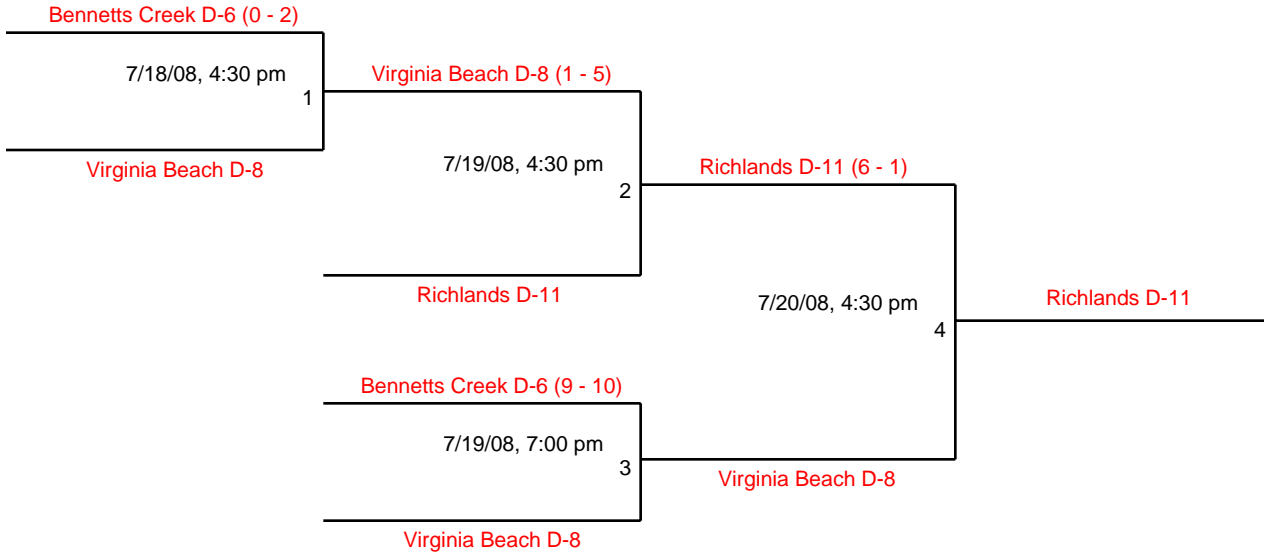 Bennetts Creek D-6 (0 - 2)
7/18/08, 4:30 pm
1
Virginia Beach D-8
Virginia Beach D-8 (1 - 5)
7/19/08, 4:30 pm
2
Richlands D-11
Richlands D-11 (6 - 1)
7/20/08, 4:30 pm
4
Richlands D-11
Bennetts Creek D-6 (9 - 10)
7/19/08, 7:00 pm
3
Virginia Beach D-8
Virginia Beach D-8